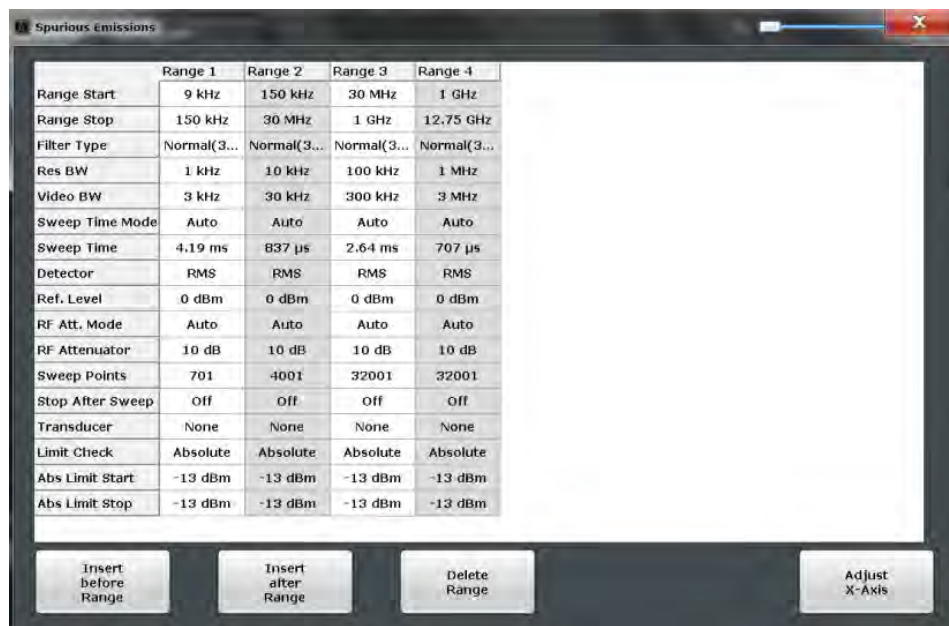 Spurious Emissions
Range 1 Range 2 Range 3 Range 4
Range Start 9 kHz 150 kHz 30 MHz 1 GHz
Range Stop 150 kHz 30 MHz 1 GHz 12.75 GHz
Filter Type Normal(3... Normal(3... Normal(3... Normal(3...
Res BW 1 kHz 10 kHz 100 kHz 1 MHz
Video BW 3 kHz 30 kHz 300 kHz 3 MHz
Sweep Time Mode Auto Auto Auto Auto
Sweep Time 4.19 ms 837 µs 2.64 ms 707 µs
Detector RMS RMS RMS RMS
Ref. Level 0 dBm 0 dBm 0 dBm 0 dBm
RF Att. Mode Auto Auto Auto Auto
RF Attenuator 10 dB 10 dB 10 dB 10 dB
Sweep Points 701 4001 32001 32001
Stop After Sweep Off Off Off Off
Transducer None None None None
Limit Check Absolute Absolute Absolute Absolute
Abs Limit Start -13 dBm -13 dBm -13 dBm -13 dBm
Abs Limit Stop -13 dBm -13 dBm -13 dBm -13 dBm
Insert
before
Range
Insert
after
Range
Delete
Range
Adjust
X-Axis